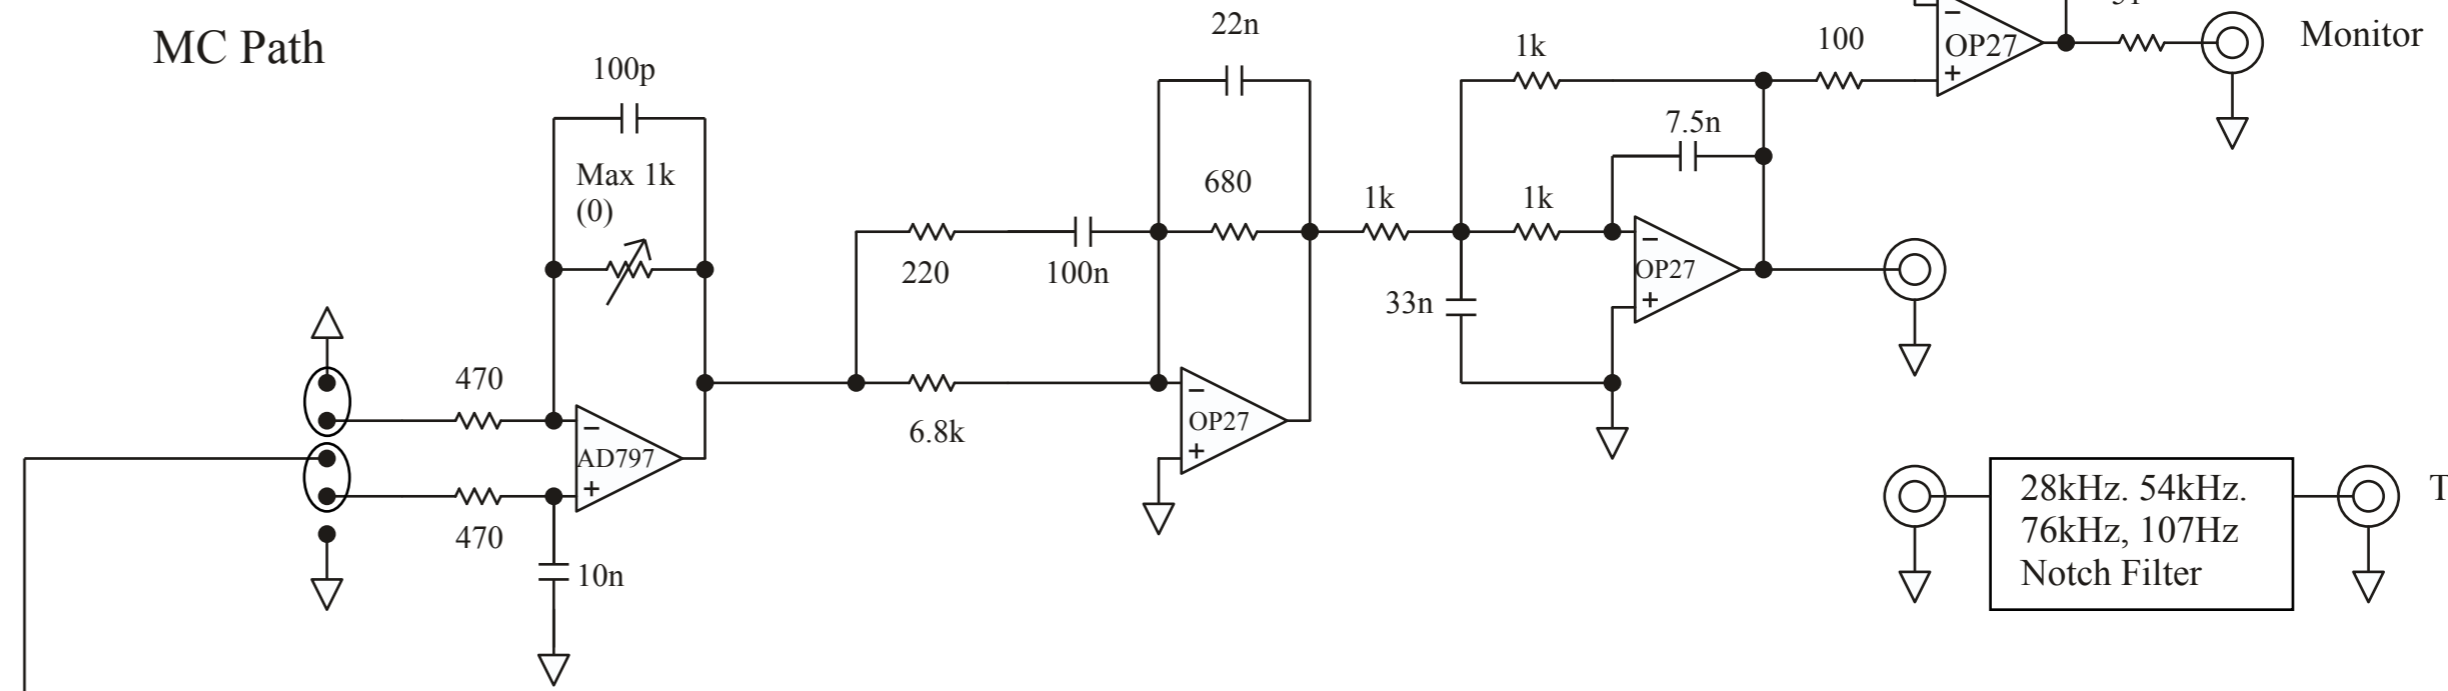 MC Path
100p
Max 1k
(0)
470
AD797
470
10n
220
100n
6.8k
22n
680
OP27
1k
33n
1k
1k
7.5n
OP27
100
OP27
Monitor
28kHz. 54kHz.
76kHz, 107Hz
Notch Filter
T